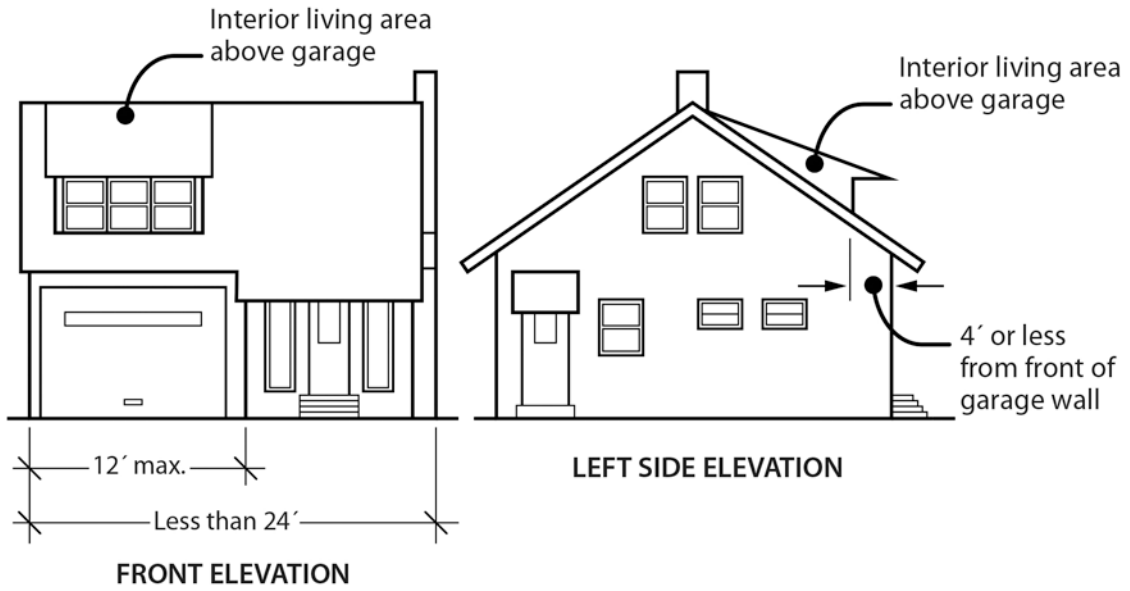 Interior living area
above garage
12´ max.
Less than 24´
FRONT ELEVATION
Interior living area
above garage
4´ or less
from front of
garage wall
LEFT SIDE ELEVATION